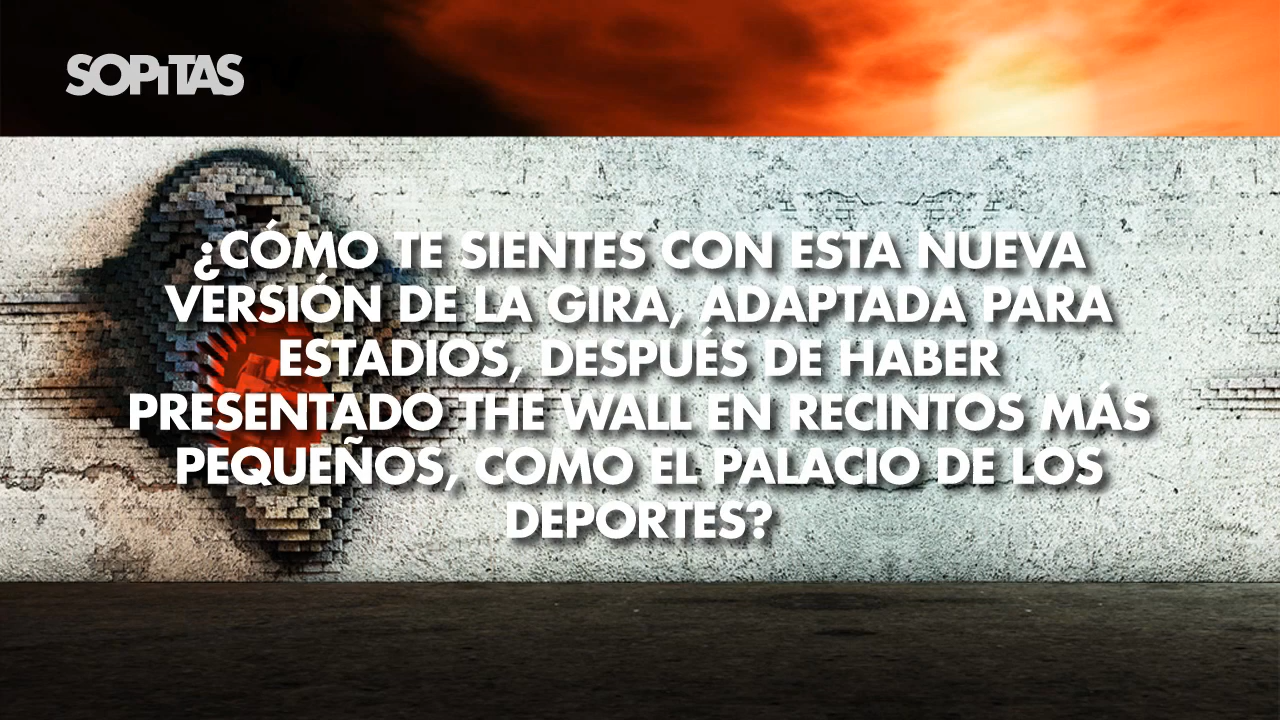 SOPiTAS
¿CÓMO TE SIENTES CON ESTA NUEVA
VERSIÓN DE LA GIRA, ADAPTADA PARA
ESTADIOS, DESPUÉS DE HABER
PRESENTADO THE WALL EN RECINTOS MÁS
PEQUEÑOS, COMO EL PALACIO DE LOS
DEPORTES?